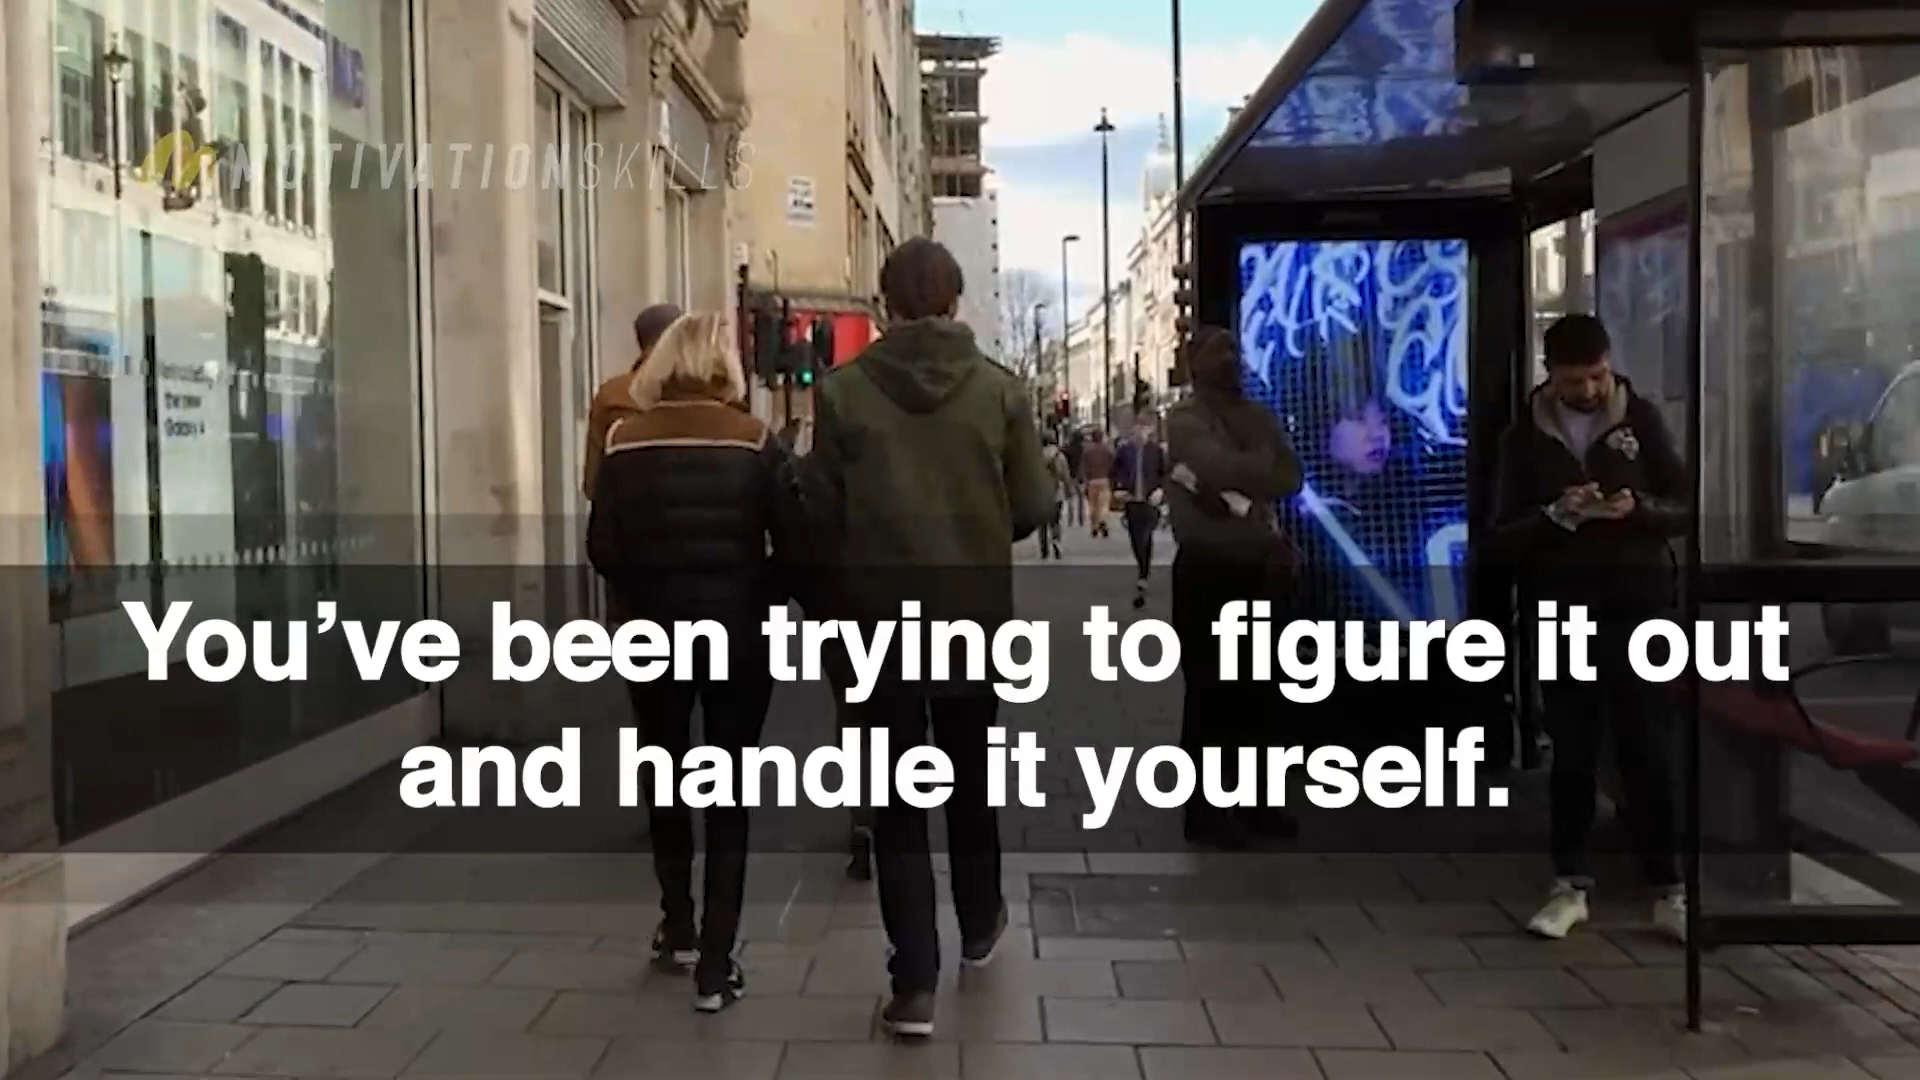 MOTIVATIONSKILLS
You’ve been trying to figure it out
and handle it yourself.